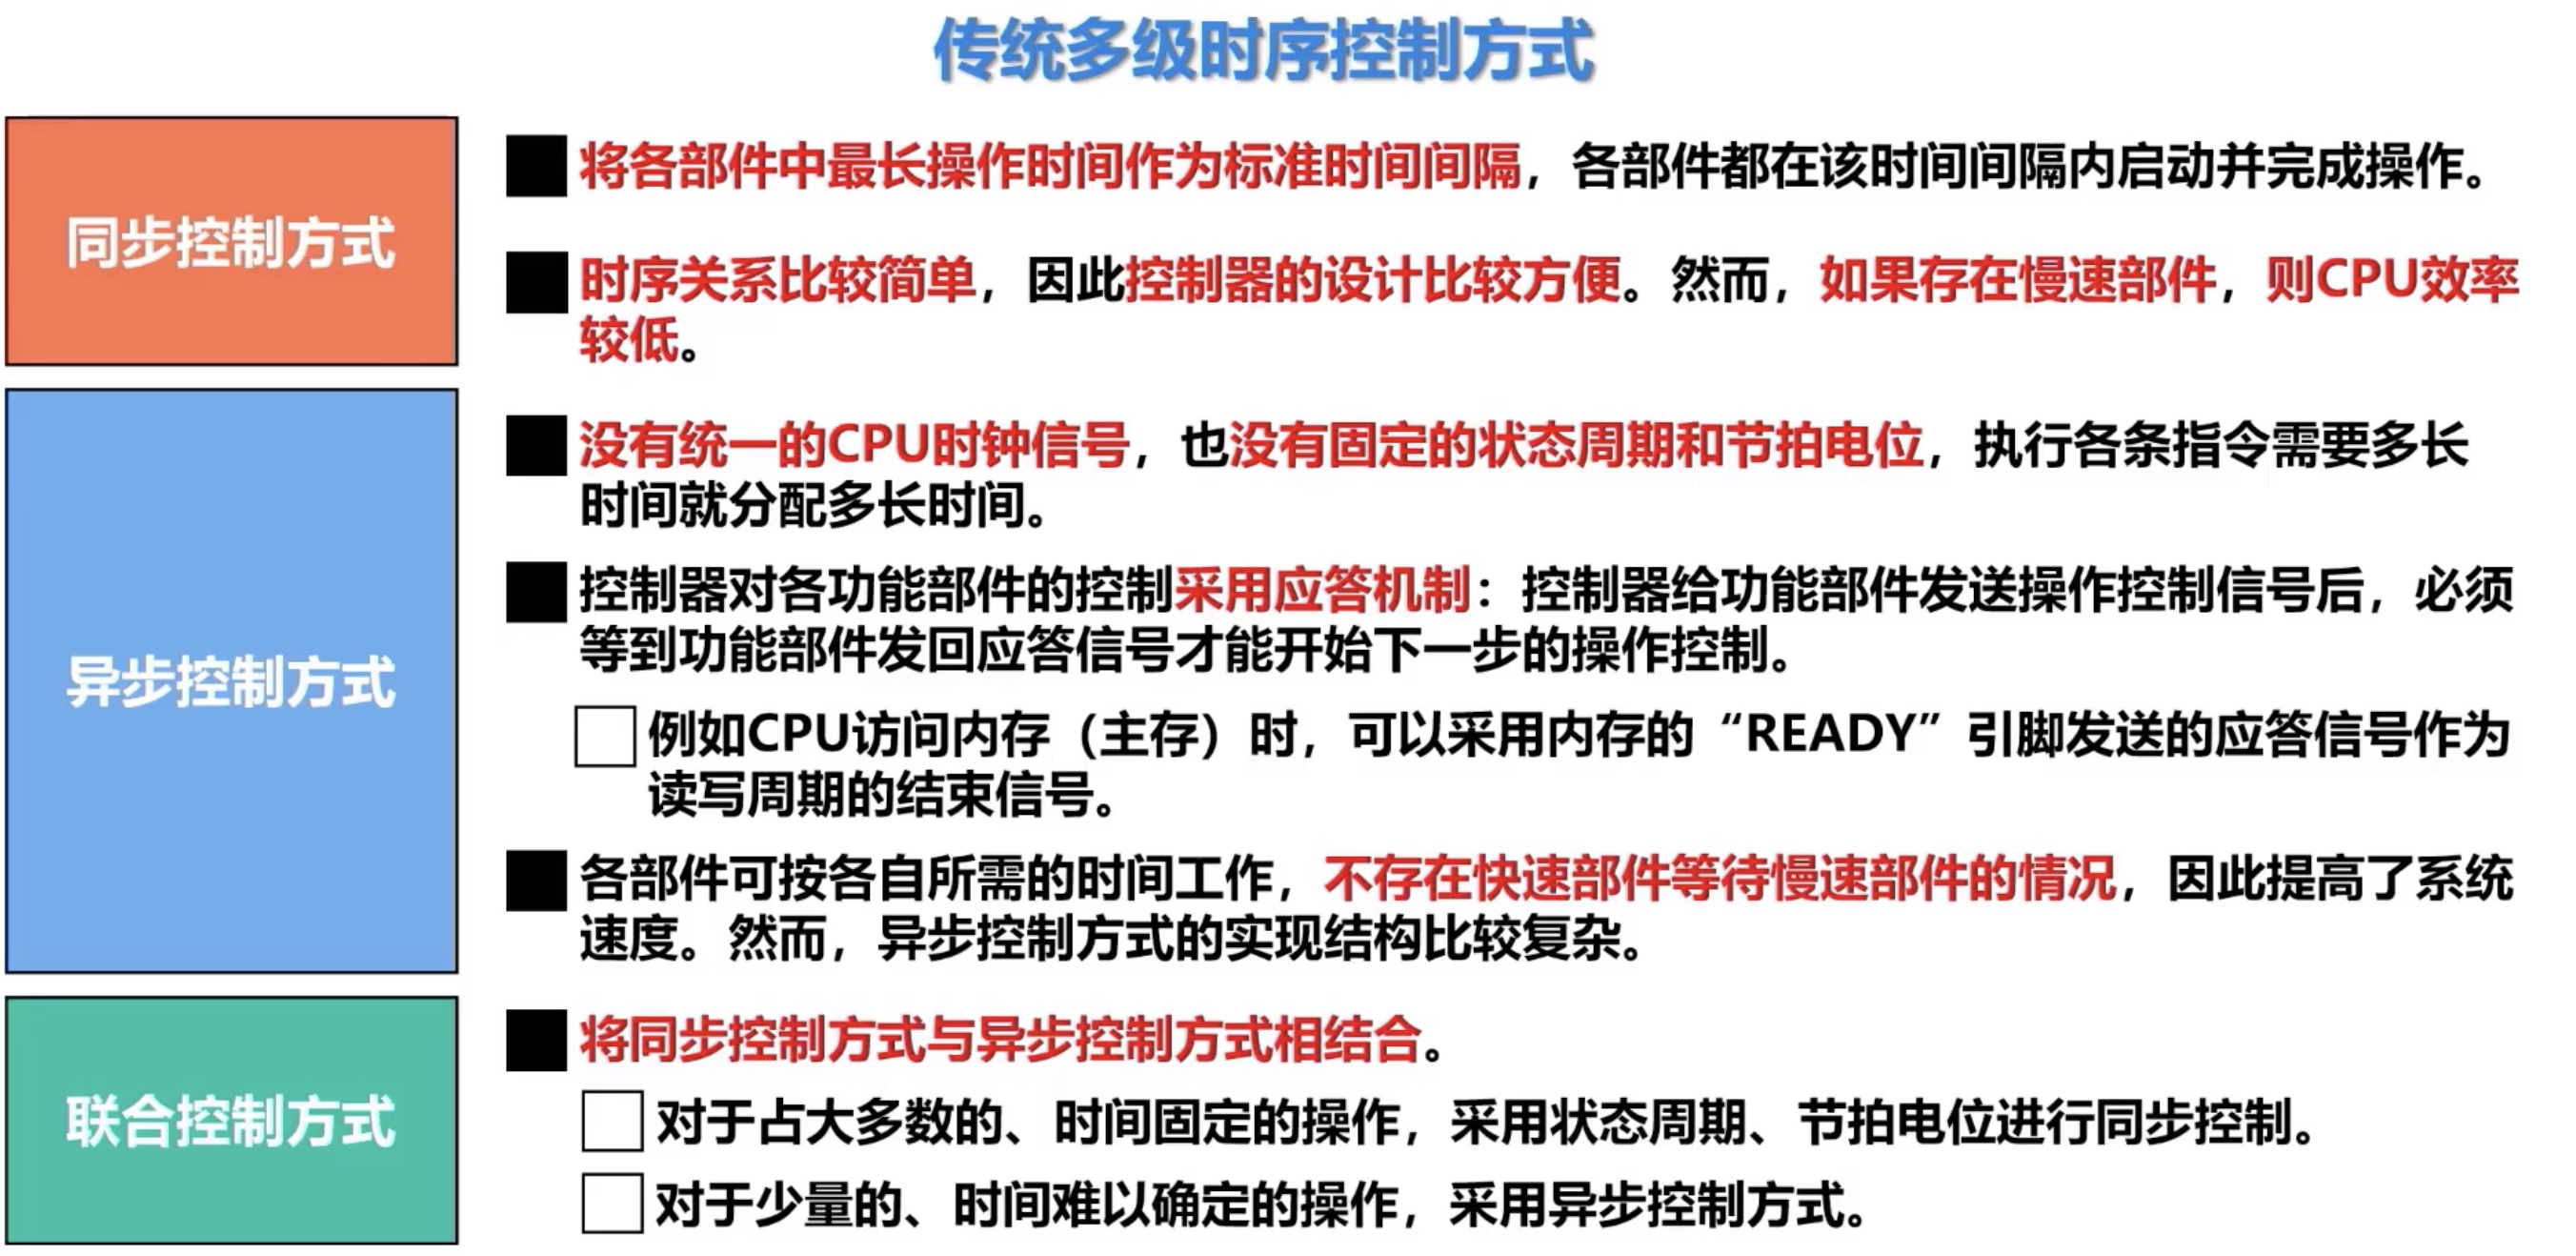 传统多级时序控制方式
同步控制方式
将各部件中最长操作时间作为标准时间间隔，各部件都在该时间间隔内启动并完成操作。
时序关系比较简单，因此控制器的设计比较方便。然而，如果存在慢速部件，则CPU效率
较低。
异步控制方式
没有统一的CPU时钟信号，也没有固定的状态周期和节拍电位，执行各条指令需要多长
时间就分配多长时间。
控制器对各功能部件的控制采用应答机制：控制器给功能部件发送操作控制信号后，必须
等到功能部件发回应答信号才能开始下一步的操作控制。
例如CPU访问内存（主存）时，可以采用内存的“READY”引脚发送的应答信号作为
读写周期的结束信号。
各部件可按各自所需的时间工作，不存在快速部件等待慢速部件的情况，因此提高了系统
速度。然而，异步控制方式的实现结构比较复杂。
联合控制方式
将同步控制方式与异步控制方式相结合。
对于占大多数的、时间固定的操作，采用状态周期、节拍电位进行同步控制。
对于少量的、时间难以确定的操作，采用异步控制方式。